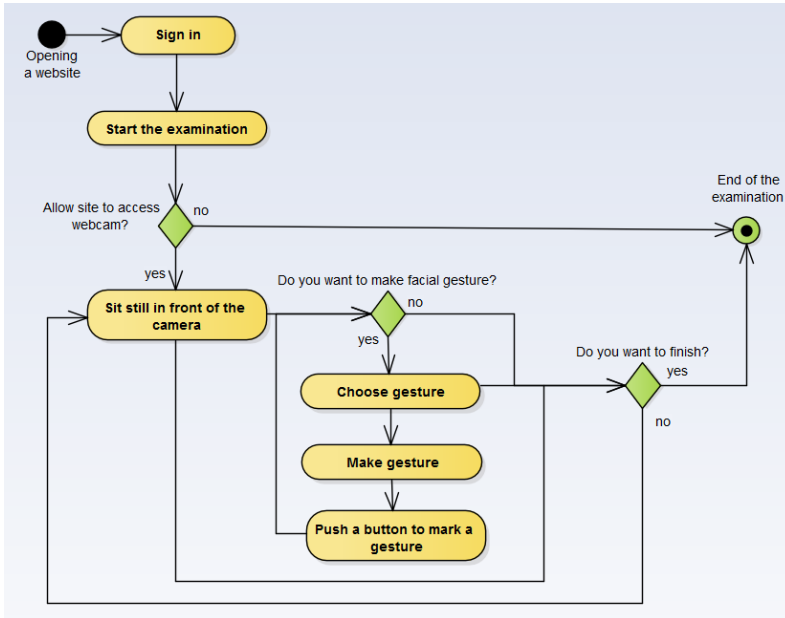 Sign in
Opening
a website
Start the examination
End of the
examination
Allow site to access
webcam?
no
yes
Do you want to make facial gesture?
Sit still in front of the
camera
no
yes
Do you want to finish?
yes
Choose gesture
no
Make gesture
Push a button to mark a
gesture